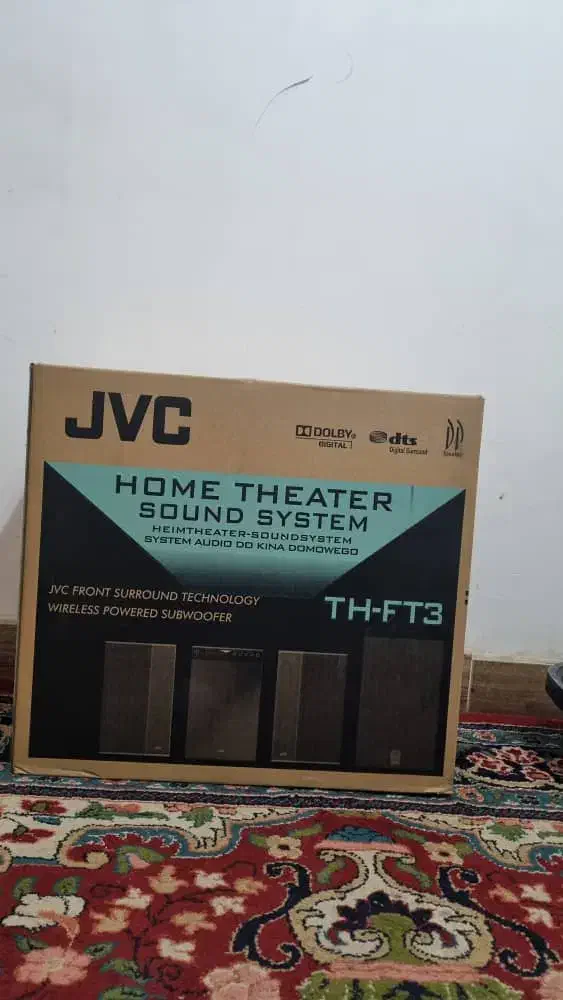 JVC
DOLBY®
DIGITAL
dts
Digital Surround
HOME THEATER
SOUND SYSTEM
HEIMTHEATER-SOUNDSYSTEM
SYSTEM AUDIO DO KINA DOMOWEGO
JVC FRONT SURROUND TECHNOLOGY
WIRELESS POWERED SUBWOOFER
TH-FT3